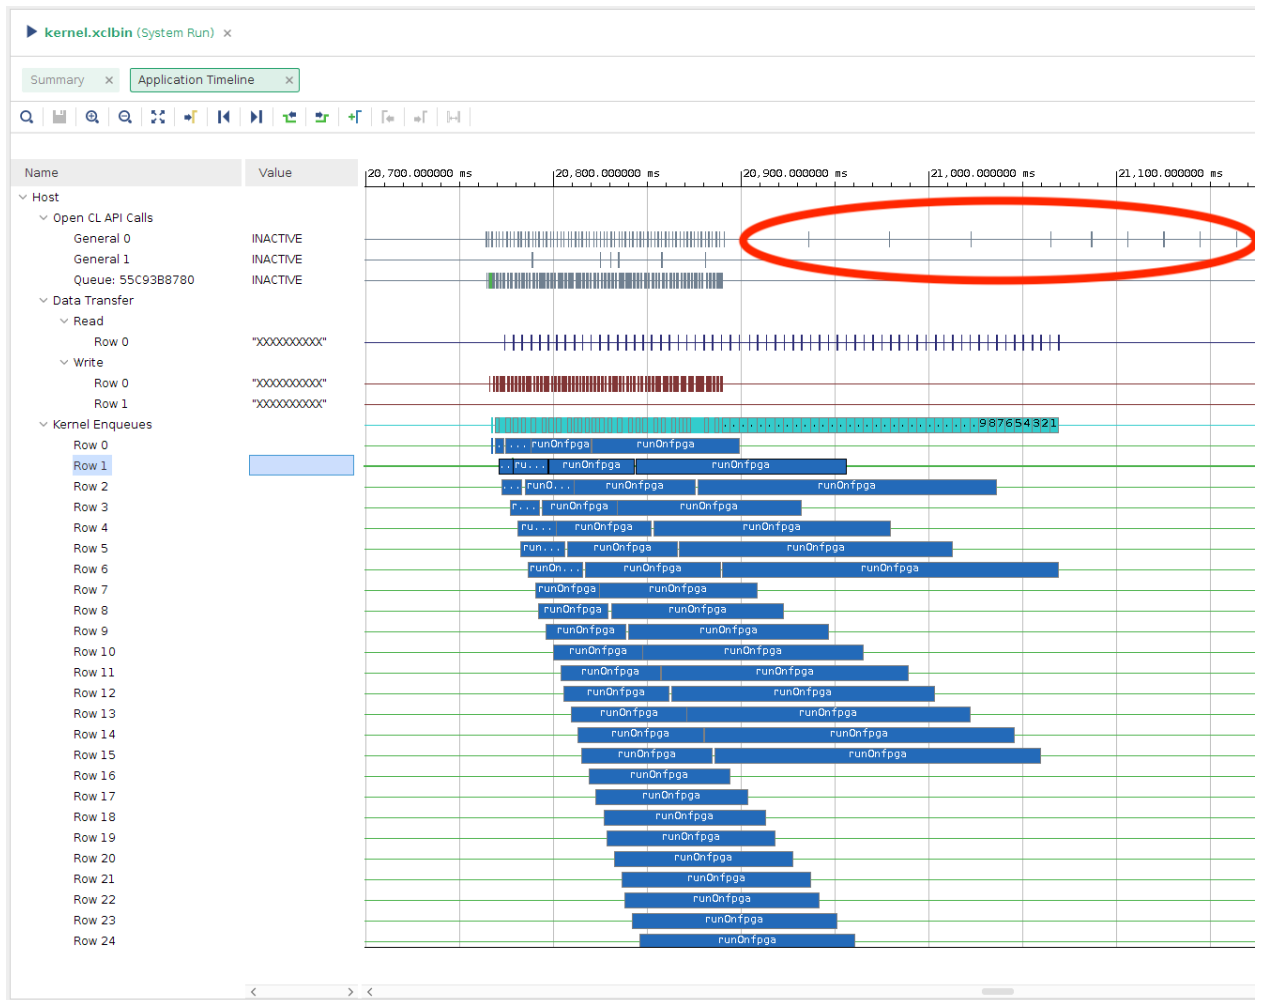 kernel.xclbin (System Run) ×
Summary × Application Timeline ×
Name Value 20,700.000000 ms 20,800.000000 ms 20,900.000000 ms 21,000.000000 ms 21,100.000000 ms
Host
Open CL API Calls
General 0 INACTIVE
General 1 INACTIVE
Queue: 55C93B8780 INACTIVE
Data Transfer
Read
Row 0 "XXXXXXXXXX"
Write
Row 0 "XXXXXXXXXX"
Row 1 "XXXXXXXXXX"
Kernel Enqueues 987654321
Row 0 ... runOnfpga runOnfpga
Row 1 .. ru... runOnfpga runOnfpga
Row 2 ... runO... runOnfpga runOnfpga
Row 3 r... runOnfpga runOnfpga
Row 4 ru... runOnfpga runOnfpga
Row 5 run... runOnfpga runOnfpga
Row 6 runOn... runOnfpga runOnfpga
Row 7 runOnfpga runOnfpga
Row 8 runOnfpga runOnfpga
Row 9 runOnfpga runOnfpga
Row 10 runOnfpga runOnfpga
Row 11 runOnfpga runOnfpga
Row 12 runOnfpga runOnfpga
Row 13 runOnfpga runOnfpga
Row 14 runOnfpga runOnfpga
Row 15 runOnfpga runOnfpga
Row 16 runOnfpga
Row 17 runOnfpga
Row 18 runOnfpga
Row 19 runOnfpga
Row 20 runOnfpga
Row 21 runOnfpga
Row 22 runOnfpga
Row 23 runOnfpga
Row 24 runOnfpga